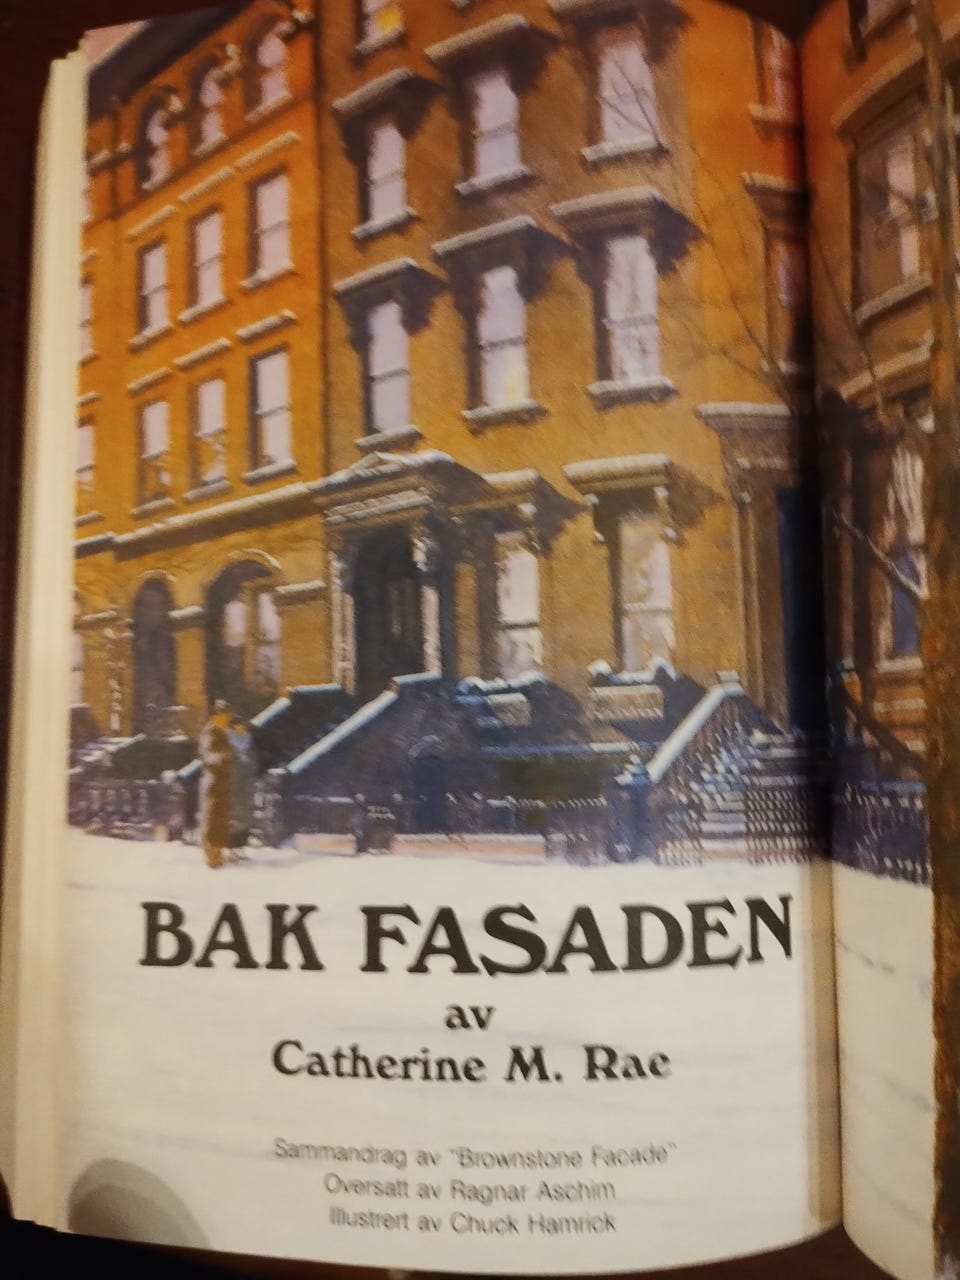 BAK FASADEN
av
Catherine M. Rae
Sammandrag av "Brownstone Facade"
Oversatt av Ragnar Aschim
Illustrert av Chuck Hamrick